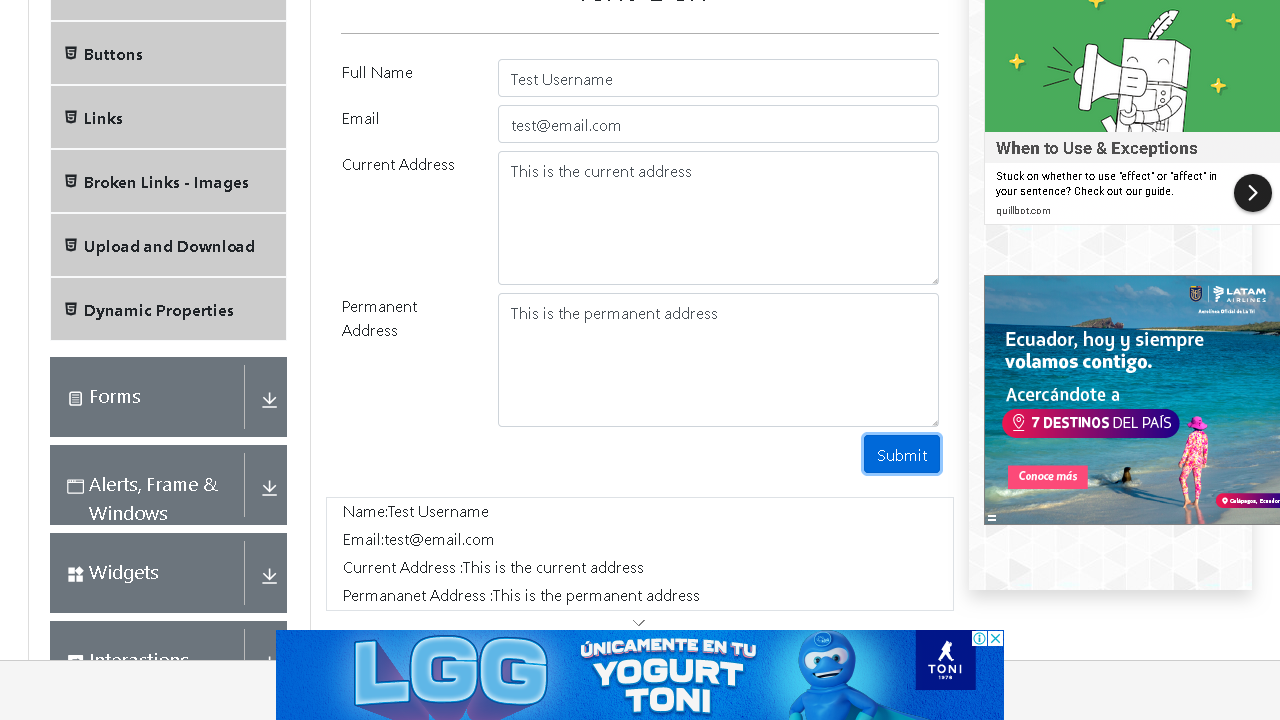 Buttons
Links
Broken Links - Images
Upload and Download
Dynamic Properties
Forms
Alerts, Frame &
Windows
Widgets
Interactions
Full Name
Test Username
Email
test@email.com
Current Address
This is the current address
Permanent
Address
This is the permanent address
Submit
Name:Test Username
Email:test@email.com
Current Address :This is the current address
Permananet Address :This is the permanent address
When to Use & Exceptions
Stuck on whether to use "effect" or "affect" in
your sentence? Check out our guide.
quillbot.com
LATAM
AIRLINES
Aerolínea Oficial de La Tri
Ecuador, hoy y siempre
volamos contigo.
Acercándote a
7 DESTINOS DEL PAÍS
Conoce más
Galápagos, Ecuador
LGG
ÚNICAMENTE EN TU
YOGURT
TONI
TONI
1978